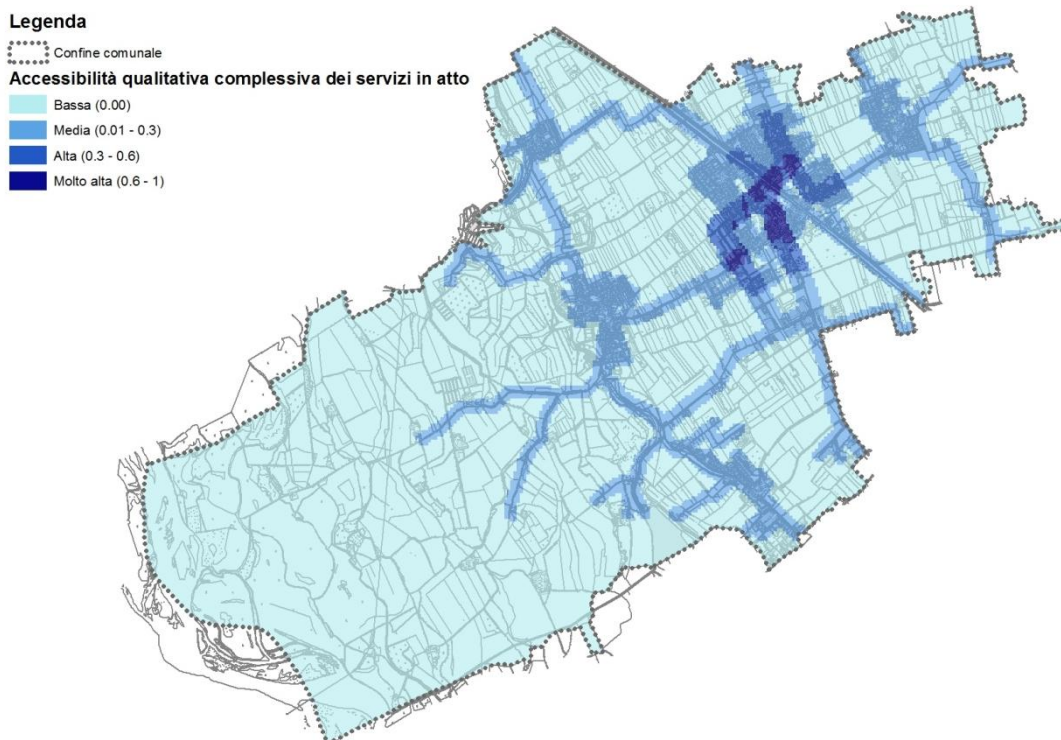 Legenda
Confine comunale
Accessibilità qualitativa complessiva dei servizi in atto
Bassa (0.00)
Media (0.01 - 0.3)
Alta (0.3 - 0.6)
Molto alta (0.6 - 1)